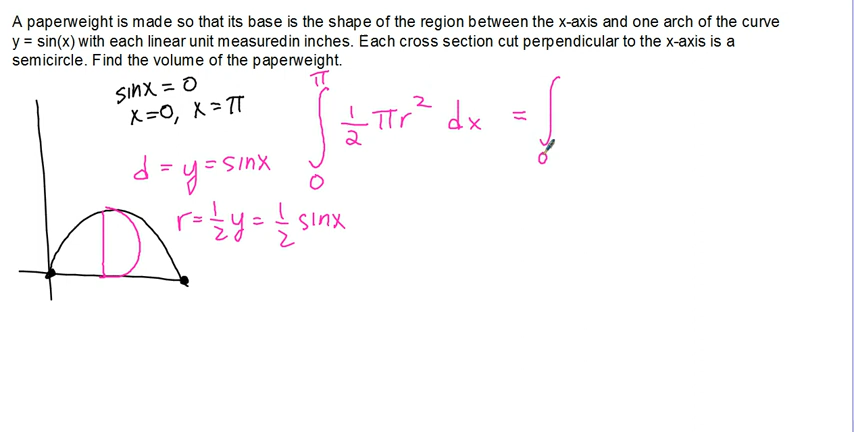 A paperweight is made so that its base is the shape of the region between the x-axis and one arch of the curve
y = sin(x) with each linear unit measuredin inches. Each cross section cut perpendicular to the x-axis is a
semicircle. Find the volume of the paperweight.
sinx = 0
x=0, x=π
∫₀^π ½ πr² dx = ∫₀
d = y = sinx
r = ½y = ½ sinx